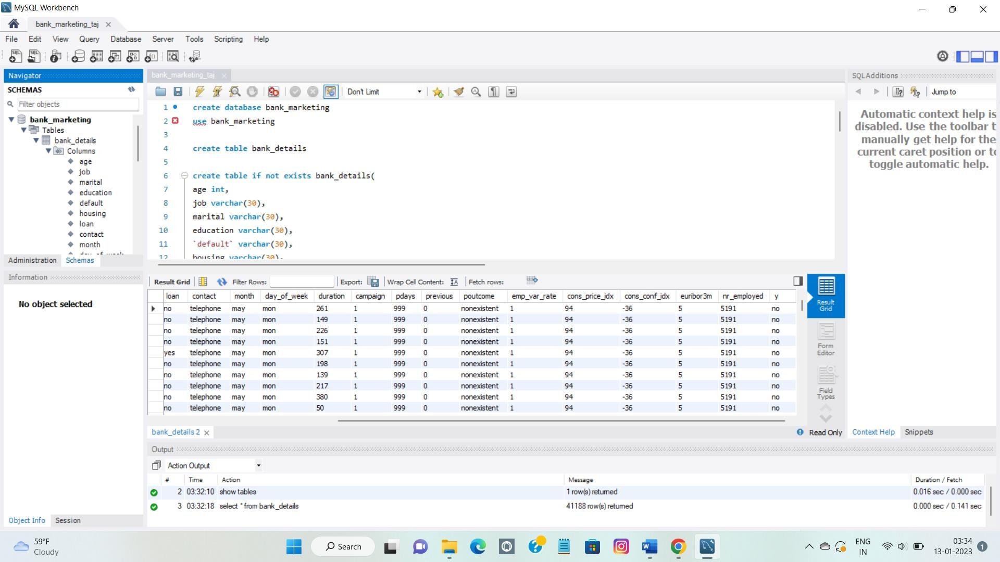 MySQL Workbench
bank_marketing_taj
File Edit View Query Database Server Tools Scripting Help
Navigator
SCHEMAS
Filter objects
bank_marketing
Tables
bank_details
Columns
age
job
marital
education
default
housing
loan
contact
month
day_of_week
Administration Schemas
Information
No object selected
Object Info Session
bank_marketing_taj
Don't Limit
1 create database bank_marketing
2 use bank_marketing
3
4 create table bank_details
5
6 create table if not exists bank_details(
7 age int,
8 job varchar(30),
9 marital varchar(30),
10 education varchar(30),
11 `default` varchar(30),
12 housing varchar(30),
Result Grid Filter Rows: Export: Wrap Cell Content: Fetch rows:
loan contact month day_of_week duration campaign pdays previous poutcome emp_var_rate cons_price_idx cons_conf_idx euribor3m nr_employed y
no telephone may mon 261 1 999 0 nonexistent 1 94 -36 5 5191 no
no telephone may mon 149 1 999 0 nonexistent 1 94 -36 5 5191 no
no telephone may mon 226 1 999 0 nonexistent 1 94 -36 5 5191 no
no telephone may mon 151 1 999 0 nonexistent 1 94 -36 5 5191 no
yes telephone may mon 307 1 999 0 nonexistent 1 94 -36 5 5191 no
no telephone may mon 198 1 999 0 nonexistent 1 94 -36 5 5191 no
no telephone may mon 139 1 999 0 nonexistent 1 94 -36 5 5191 no
no telephone may mon 217 1 999 0 nonexistent 1 94 -36 5 5191 no
no telephone may mon 380 1 999 0 nonexistent 1 94 -36 5 5191 no
no telephone may mon 50 1 999 0 nonexistent 1 94 -36 5 5191 no
Result
Grid
Form
Editor
Field
Types
bank_details 2
Read Only
SQLAdditions
Jump to
Automatic context help is
disabled. Use the toolbar t
manually get help for the
current caret position or to
toggle automatic help.
Context Help Snippets
Output
Action Output
# Time Action Message Duration / Fetch
2 03:32:10 show tables 1 row(s) returned 0.016 sec / 0.000 sec
3 03:32:18 select * from bank_details 41188 row(s) returned 0.000 sec / 0.141 sec
59°F
Cloudy
Search
ENG
IN
03:34
13-01-2023
1